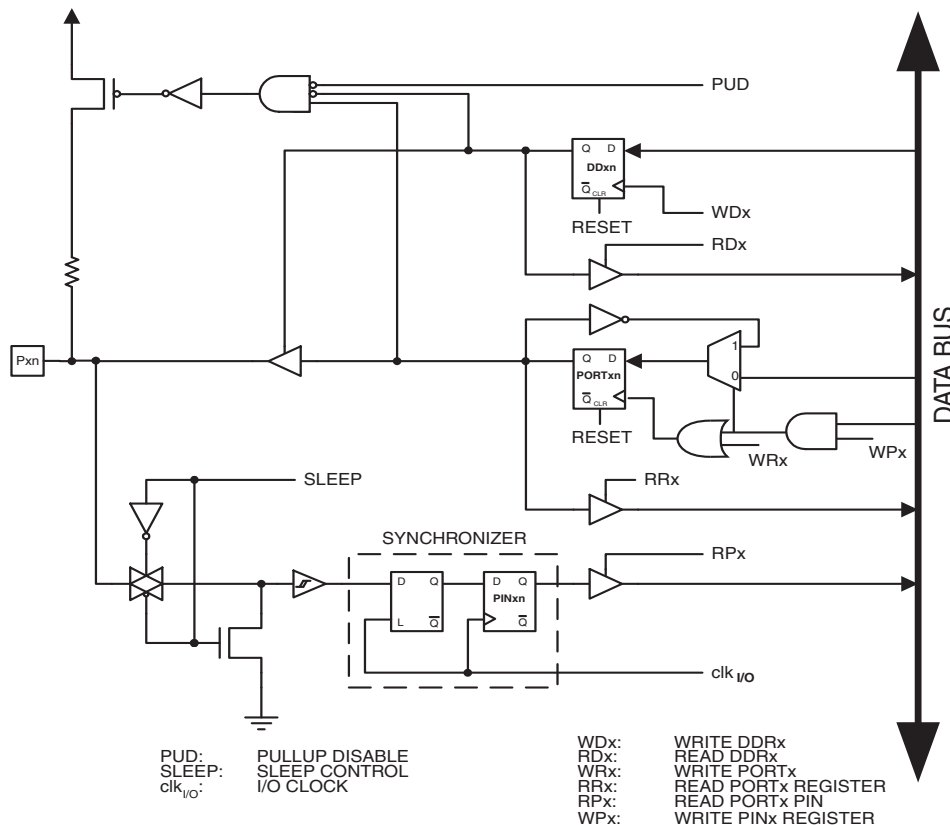 PUD
Q D
DDxn
Q CLR
WDx
RESET
RDx
1
Pxn
Q D
0
PORTxn
Q CLR
DATA BUS
RESET
WRx
WPx
SLEEP
RRx
SYNCHRONIZER
RPx
D Q
D Q
PINxn
L Q
Q
clk I/O
PUD: PULLUP DISABLE
SLEEP: SLEEP CONTROL
clkI/O: I/O CLOCK
WDx: WRITE DDRx
RDx: READ DDRx
WRx: WRITE PORTx
RRx: READ PORTx REGISTER
RPx: READ PORTx PIN
WPx: WRITE PINx REGISTER